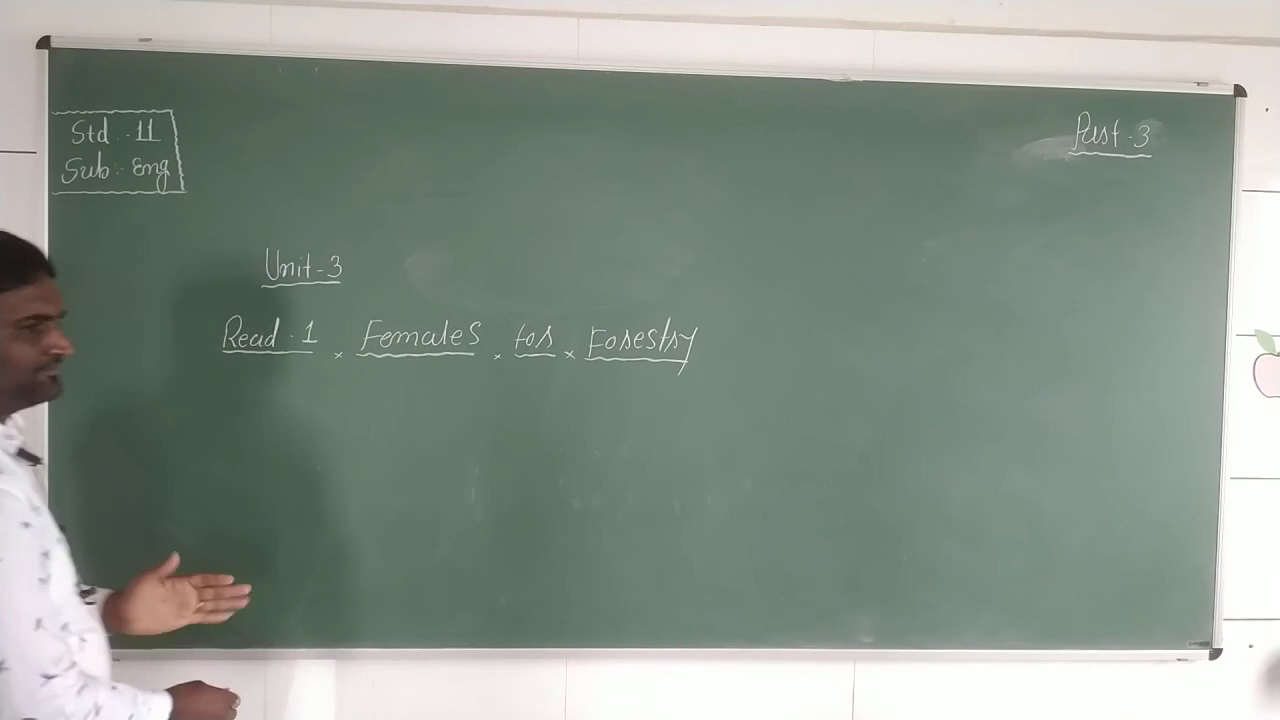 Std :- 11
Sub :- Eng
Part - 3
Unit - 3
Read - 1 Females for Forestry